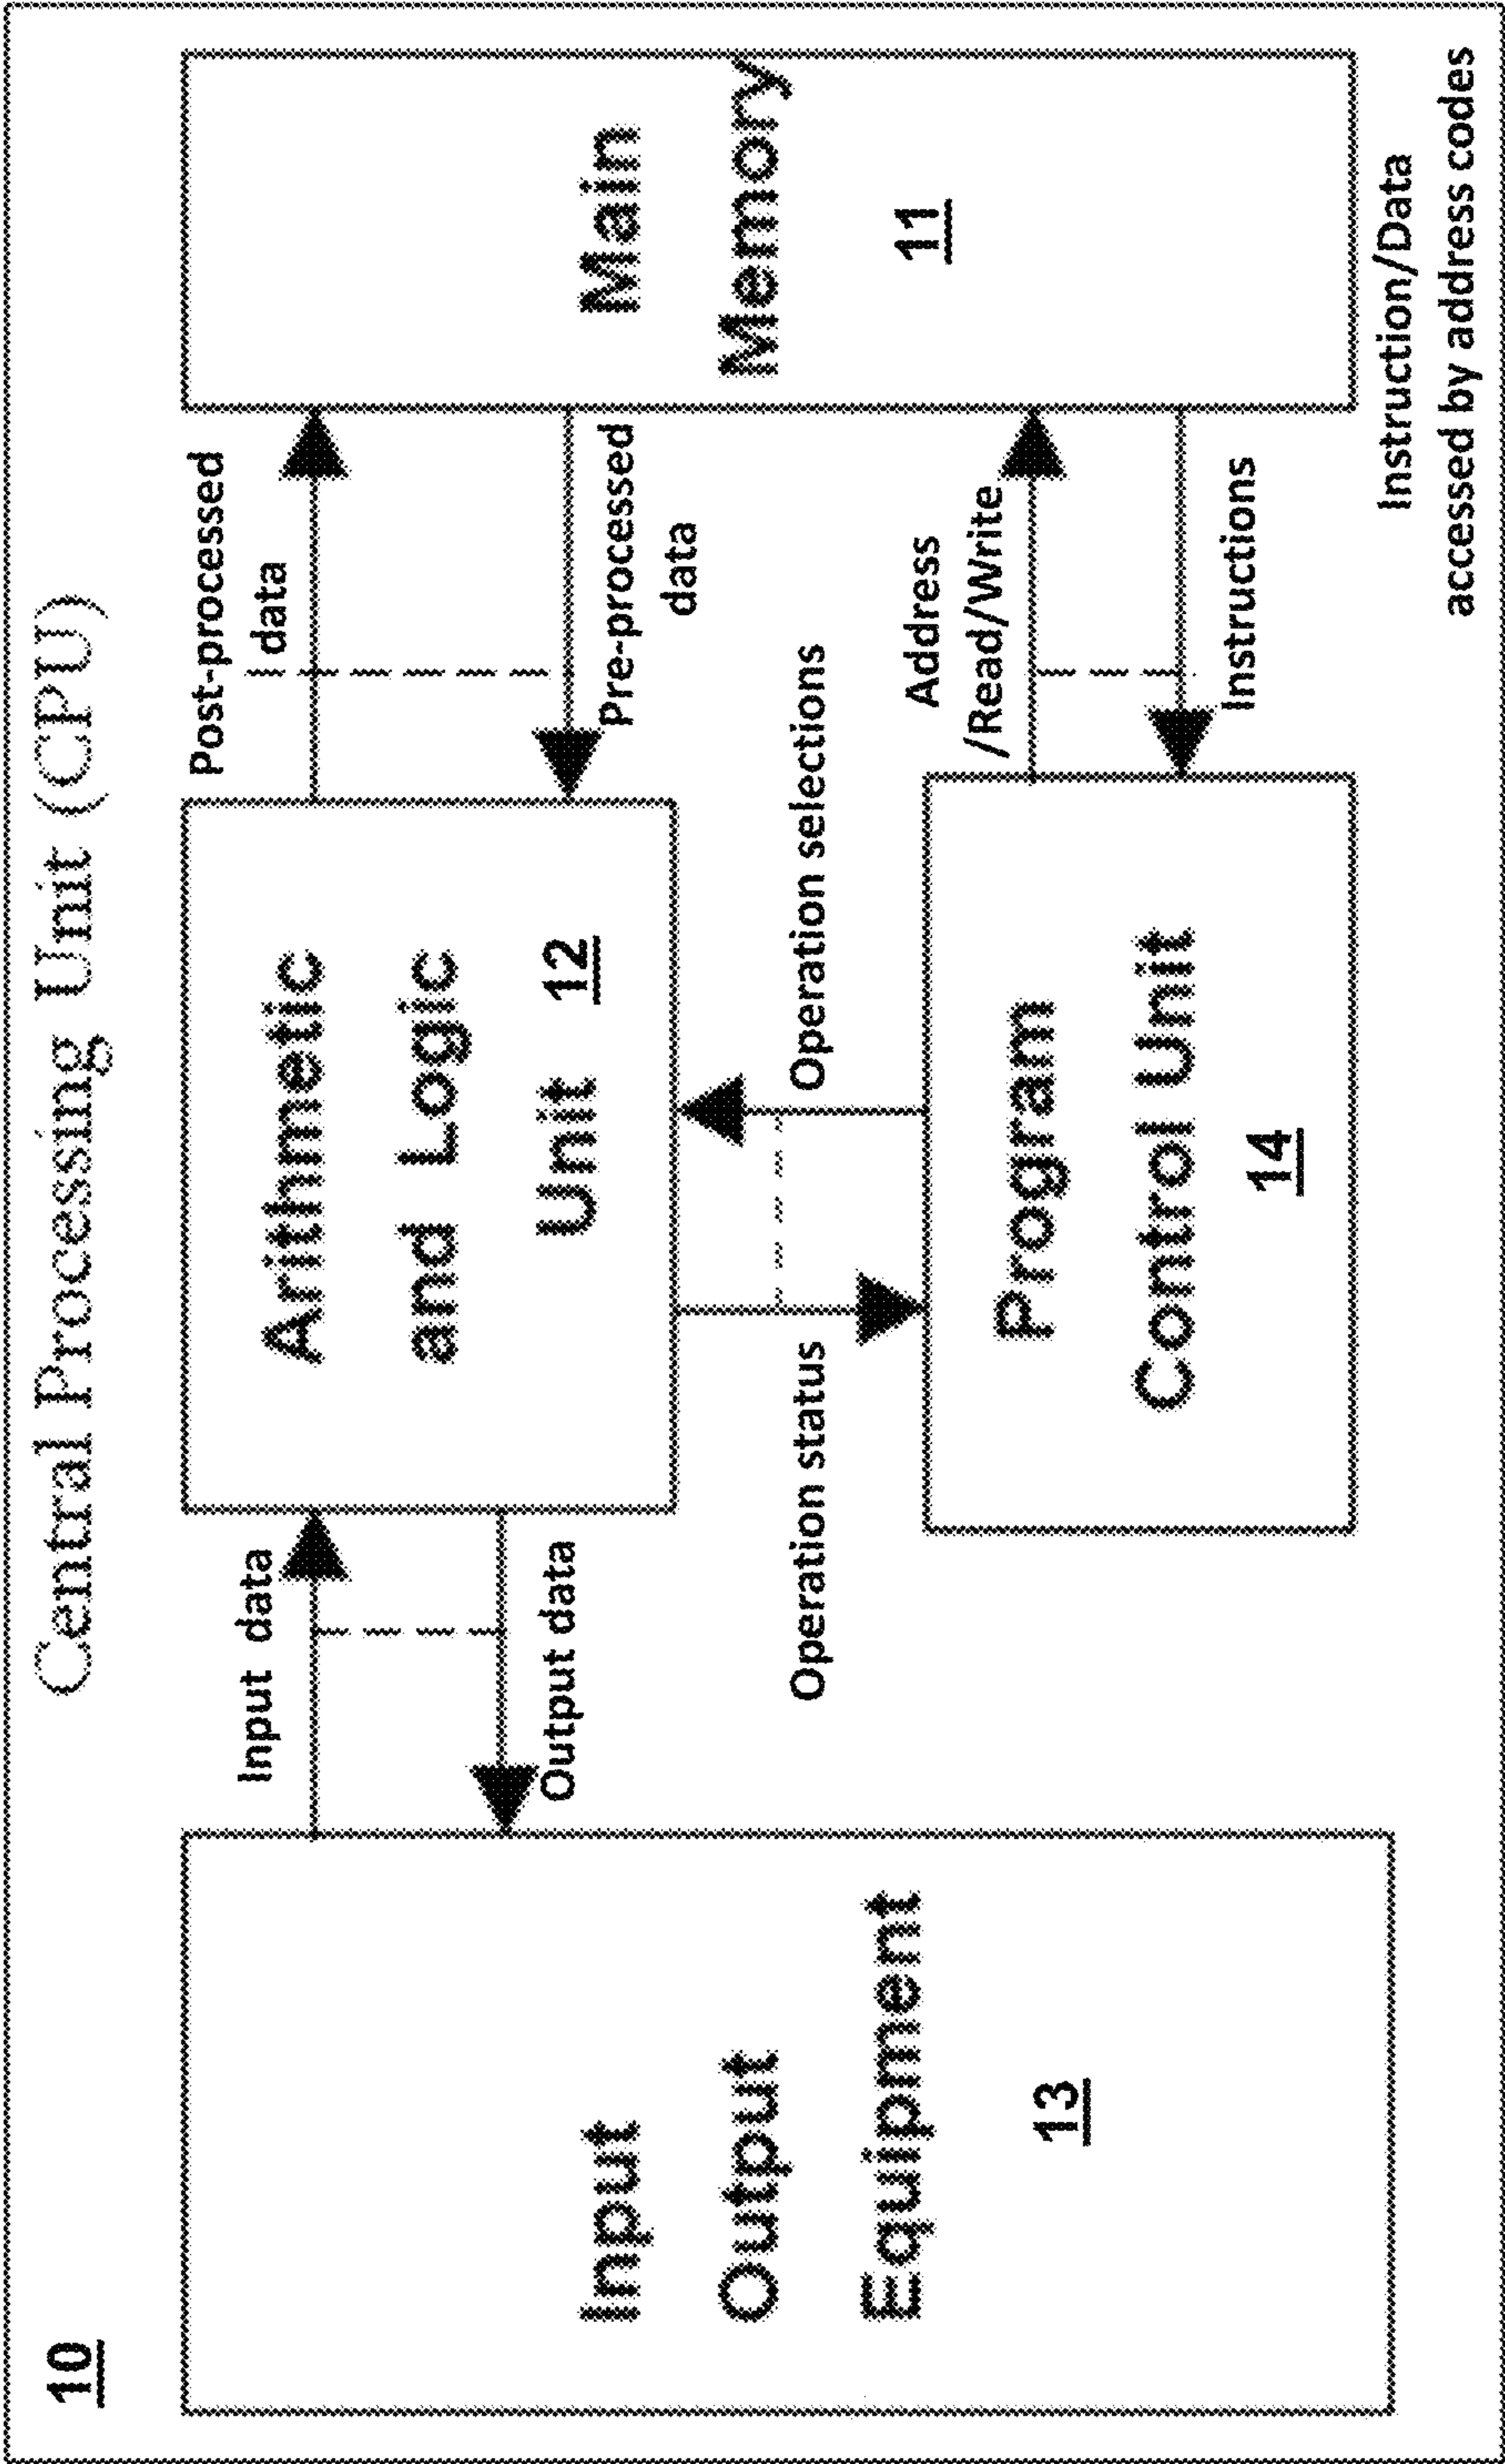 10
Central Processing Unit (CPU)
Input
Output
Equipment
13
Input data
Output data
Arithmetic
and Logic
Unit 12
Post-processed
data
Pre-processed
data
Main
Memory
11
Operation status
Operation selections
Program
Control Unit
14
Address
/Read/Write
Instructions
Instruction/Data
accessed by address codes